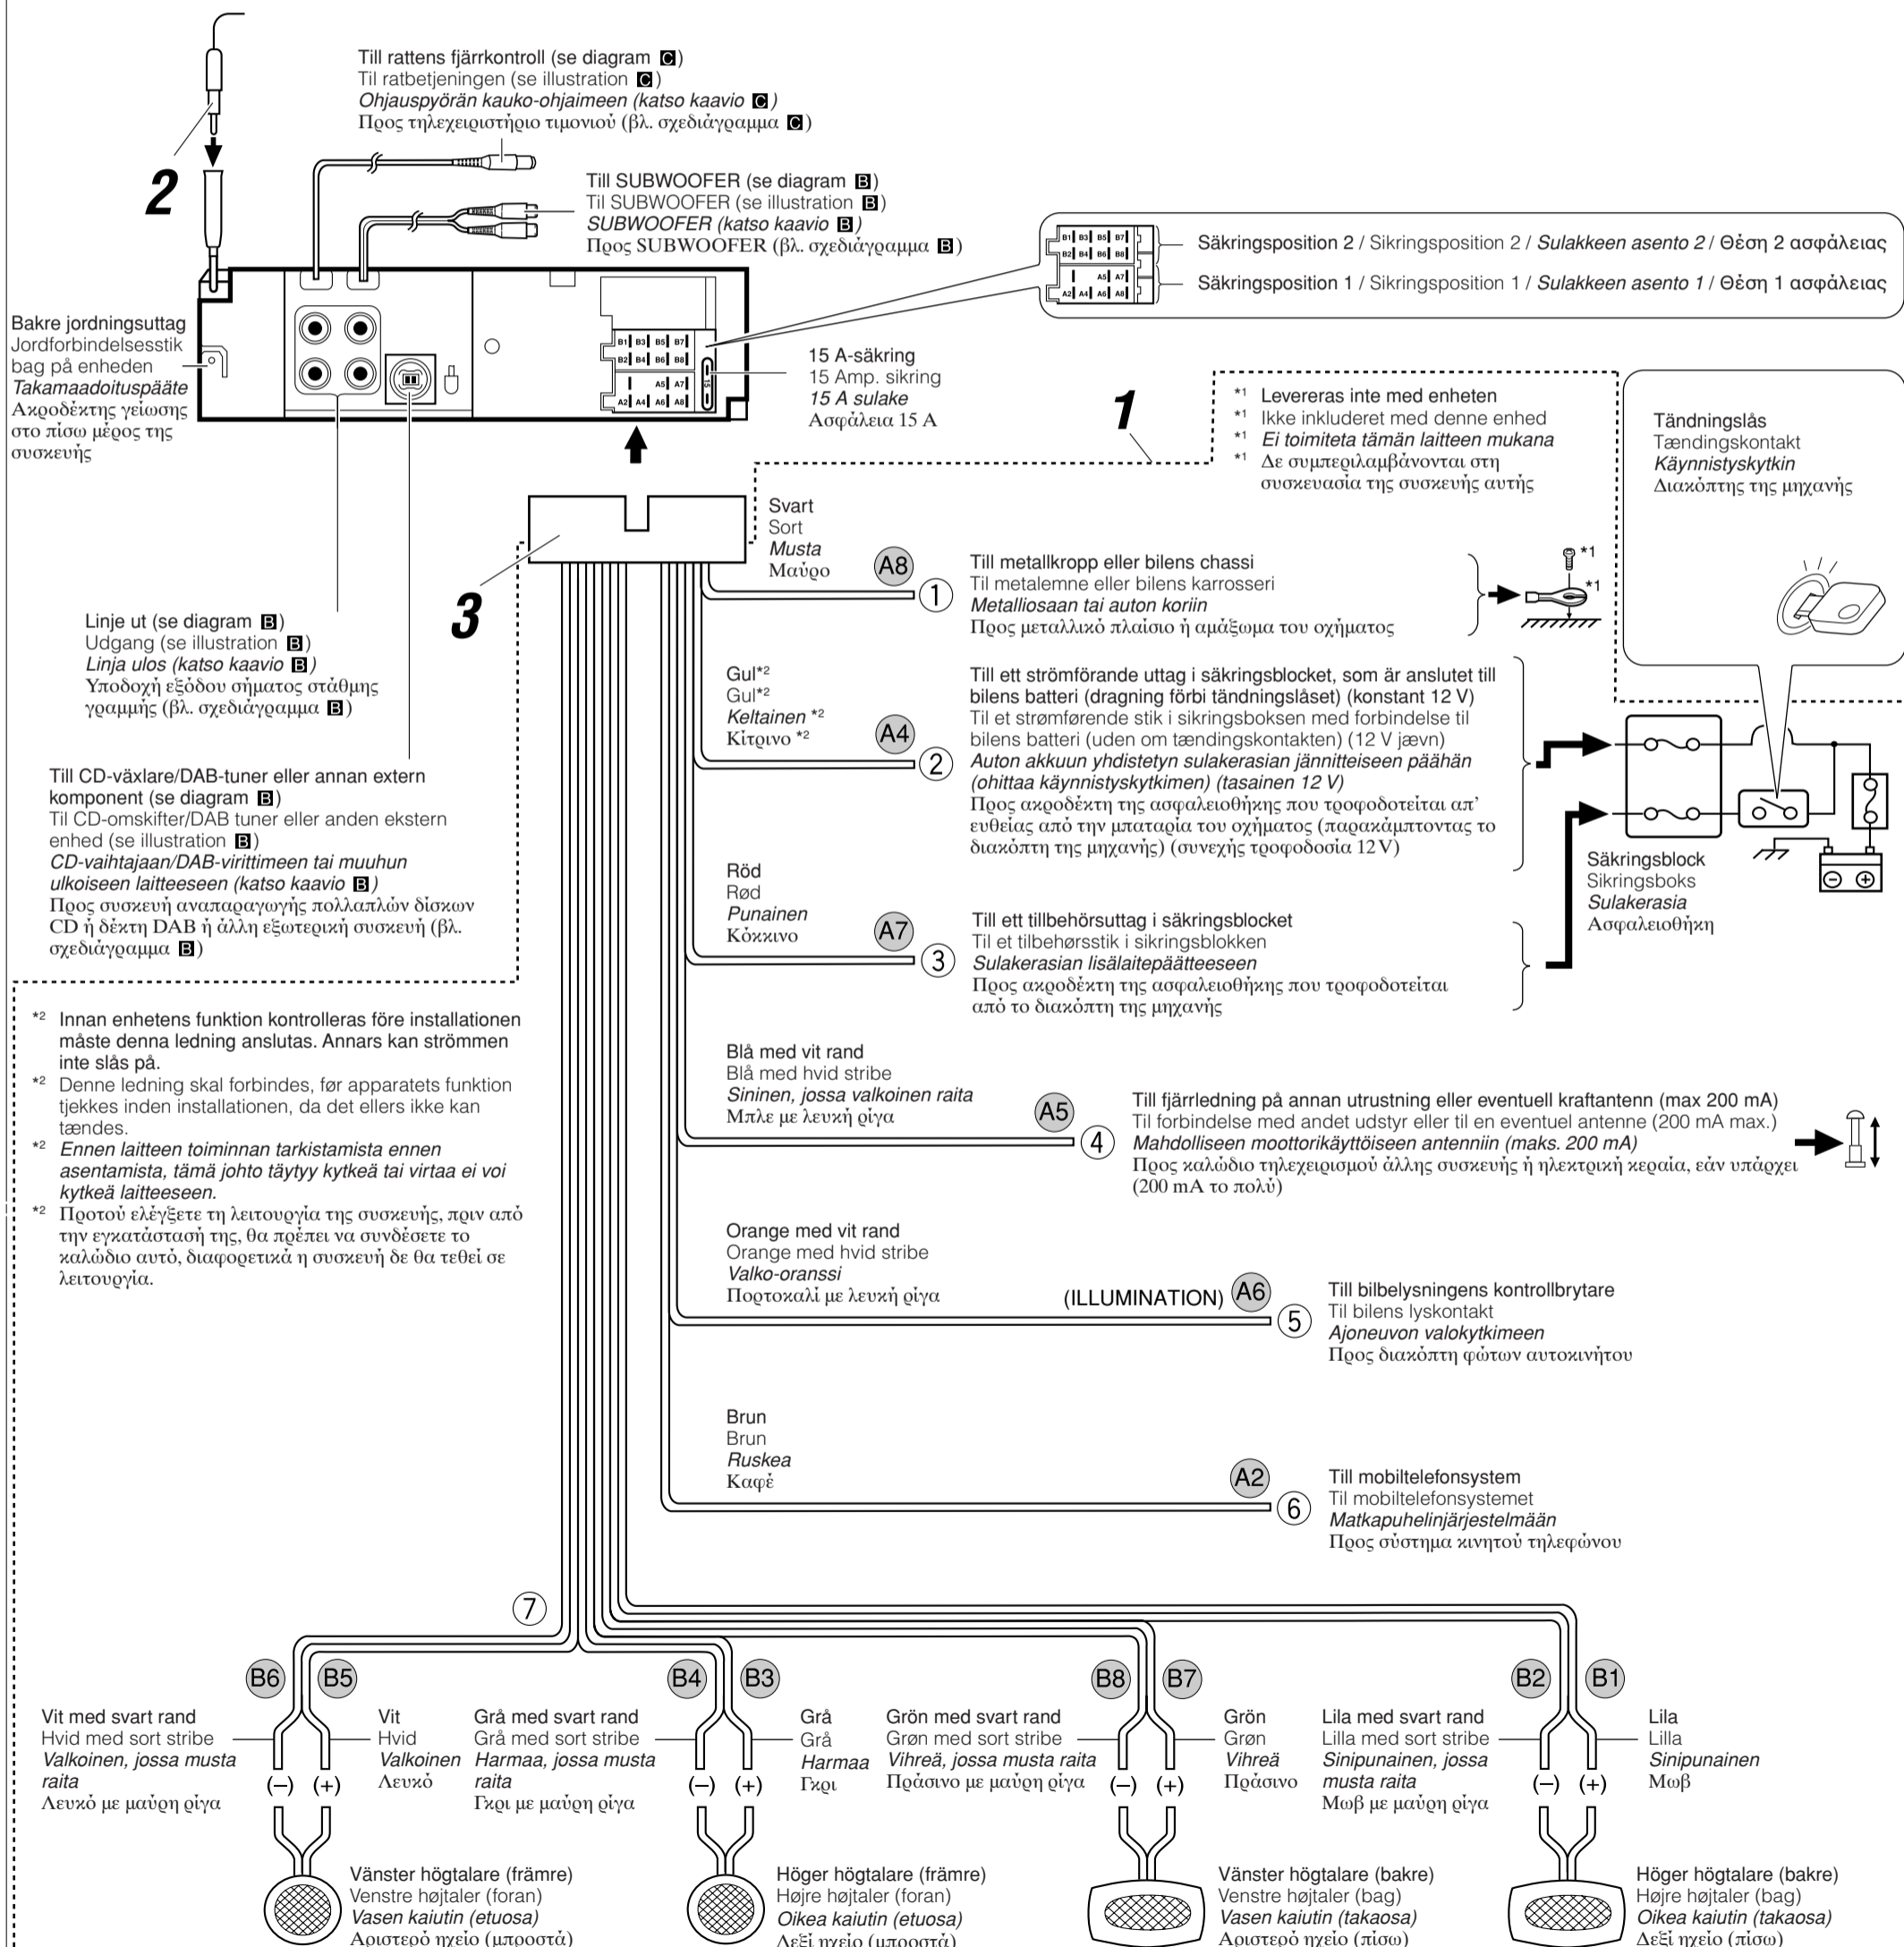 Till rattens fjärrkontroll (se diagram C)
Til ratbetjeningen (se illustration C)
Ohjauspyörän kauko-ohjaimeen (katso kaavio C)
Προς τηλεχειριστήριο τιμονιού (βλ. σχεδιάγραμμα C)
2
Till SUBWOOFER (se diagram B)
Til SUBWOOFER (se illustration B)
SUBWOOFER (katso kaavio B)
Προς SUBWOOFER (βλ. σχεδιάγραμμα B)
B1 B3 B5 B7
B2 B4 B6 B8
A5 A7
A2 A4 A6 A8
Säkringsposition 2 / Sikringsposition 2 / Sulakkeen asento 2 / Θέση 2 ασφάλειας
Säkringsposition 1 / Sikringsposition 1 / Sulakkeen asento 1 / Θέση 1 ασφάλειας
Bakre jordningsuttag
Jordforbindelsesstik
bag på enheden
Takamaadoituspääte
Ακροδέκτης γείωσης
στο πίσω μέρος της
συσκευής
B1 B3 B5 B7
B2 B4 B6 B8
A5 A7
A2 A4 A6 A8
15
15 A-säkring
15 Amp. sikring
15 A sulake
Ασφάλεια 15 A
1
*1 Levereras inte med enheten
*1 Ikke inkluderet med denne enhed
*1 Ei toimiteta tämän laitteen mukana
*1 Δε συμπεριλαμβάνονται στη
συσκευασία της συσκευής αυτής
Tändningslås
Tændingskontakt
Käynnistyskytkin
Διακόπτης της μηχανής
3
Svart
Sort
Musta
Μαύρο
A8
1
Till metallkropp eller bilens chassi
Til metalemne eller bilens karrosseri
Metalliosaan tai auton koriin
Προς μεταλλικό πλαίσιο ή αμάξωμα του οχήματος
*1
*1
Linje ut (se diagram B)
Udgang (se illustration B)
Linja ulos (katso kaavio B)
Υποδοχή εξόδου σήματος στάθμης
γραμμής (βλ. σχεδιάγραμμα B)
Gul*2
Gul*2
Keltainen *2
Κίτρινο *2
A4
2
Till ett strömförande uttag i säkringsblocket, som är anslutet till
bilens batteri (dragning förbi tändningslåset) (konstant 12 V)
Til et strømførende stik i sikringsboksen med forbindelse til
bilens batteri (uden om tændingskontakten) (12 V jævn)
Auton akkuun yhdistetyn sulakerasian jännitteiseen päähän
(ohittaa käynnistyskytkimen) (tasainen 12 V)
Προς ακροδέκτη της ασφαλειοθήκης που τροφοδοτείται απ’
ευθείας από την μπαταρία του οχήματος (παρακάμπτοντας το
διακόπτη της μηχανής) (συνεχής τροφοδοσία 12 V)
Säkringsblock
Sikringsboks
Sulakerasia
Ασφαλειοθήκη
Till CD-växlare/DAB-tuner eller annan extern
komponent (se diagram B)
Til CD-omskifter/DAB tuner eller anden ekstern
enhed (se illustration B)
CD-vaihtajaan/DAB-virittimeen tai muuhun
ulkoiseen laitteeseen (katso kaavio B)
Προς συσκευή αναπαραγωγής πολλαπλών δίσκων
CD ή δέκτη DAB ή άλλη εξωτερική συσκευή (βλ.
σχεδιάγραμμα B)
Röd
Rød
Punainen
Κόκκινο
A7
3
Till ett tillbehörsuttag i säkringsblocket
Til et tilbehørsstik i sikringsblokken
Sulakerasian lisälaitepäätteeseen
Προς ακροδέκτη της ασφαλειοθήκης που τροφοδοτείται
από το διακόπτη της μηχανής
*2 Innan enhetens funktion kontrolleras före installationen
måste denna ledning anslutas. Annars kan strömmen
inte slås på.
*2 Denne ledning skal forbindes, før apparatets funktion
tjekkes inden installationen, da det ellers ikke kan
tændes.
*2 Ennen laitteen toiminnan tarkistamista ennen
asentamista, tämä johto täytyy kytkeä tai virtaa ei voi
kytkeä laitteeseen.
*2 Προτού ελέγξετε τη λειτουργία της συσκευής, πριν από
την εγκατάστασή της, θα πρέπει να συνδέσετε το
καλώδιο αυτό, διαφορετικά η συσκευή δε θα τεθεί σε
λειτουργία.
Blå med vit rand
Blå med hvid stribe
Sininen, jossa valkoinen raita
Μπλε με λευκή ρίγα
A5
4
Till fjärrledning på annan utrustning eller eventuell kraftantenn (max 200 mA)
Til forbindelse med andet udstyr eller til en eventuel antenne (200 mA max.)
Mahdolliseen moottorikäyttöiseen antenniin (maks. 200 mA)
Προς καλώδιο τηλεχειρισμού άλλης συσκευής ή ηλεκτρική κεραία, εάν υπάρχει
(200 mA το πολύ)
Orange med vit rand
Orange med hvid stribe
Valko-oranssi
Πορτοκαλί με λευκή ρίγα
(ILLUMINATION)
A6
5
Till bilbelysningens kontrollbrytare
Til bilens lyskontakt
Ajoneuvon valokytkimeen
Προς διακόπτη φώτων αυτοκινήτου
Brun
Brun
Ruskea
Καφέ
A2
6
Till mobiltelefonsystem
Til mobiltelefonsystemet
Matkapuhelinjärjestelmään
Προς σύστημα κινητού τηλεφώνου
7
B6 B5 B4 B3 B8 B7 B2 B1
Vit med svart rand
Hvid med sort stribe
Valkoinen, jossa musta
raita
Λευκό με μαύρη ρίγα
(−) (+)
Vit
Hvid
Valkoinen
Λευκό
Grå med svart rand
Grå med sort stribe
Harmaa, jossa musta
raita
Γκρι με μαύρη ρίγα
(−) (+)
Grå
Grå
Harmaa
Γκρι
Grön med svart rand
Grøn med sort stribe
Vihreä, jossa musta raita
Πράσινο με μαύρη ρίγα
(−) (+)
Grön
Grøn
Vihreä
Πράσινο
Lila med svart rand
Lilla med sort stribe
Sinipunainen, jossa
musta raita
Μωβ με μαύρη ρίγα
(−) (+)
Lila
Lilla
Sinipunainen
Μωβ
Vänster högtalare (främre)
Venstre højtaler (foran)
Vasen kaiutin (etuosa)
Αριστερό ηχείο (μπροστά)
Höger högtalare (främre)
Højre højtaler (foran)
Oikea kaiutin (etuosa)
Δεξί ηχείο (μπροστά)
Vänster högtalare (bakre)
Venstre højtaler (bag)
Vasen kaiutin (takaosa)
Αριστερό ηχείο (πίσω)
Höger högtalare (bakre)
Højre højtaler (bag)
Oikea kaiutin (takaosa)
Δεξί ηχείο (πίσω)